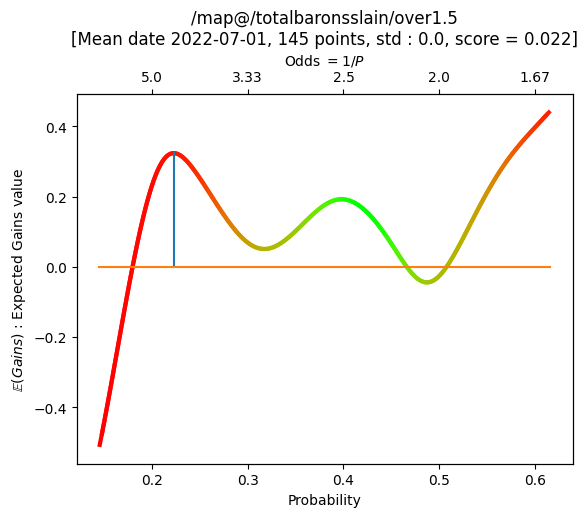 /map@/totalbaronsslain/over1.5
[Mean date 2022-07-01, 145 points, std : 0.0, score = 0.022]
Odds = 1/P
5.0 3.33 2.5 2.0 1.67
0.4
0.2
0.0
−0.2
−0.4
𝔼(Gains) : Expected Gains value
0.2 0.3 0.4 0.5 0.6
Probability